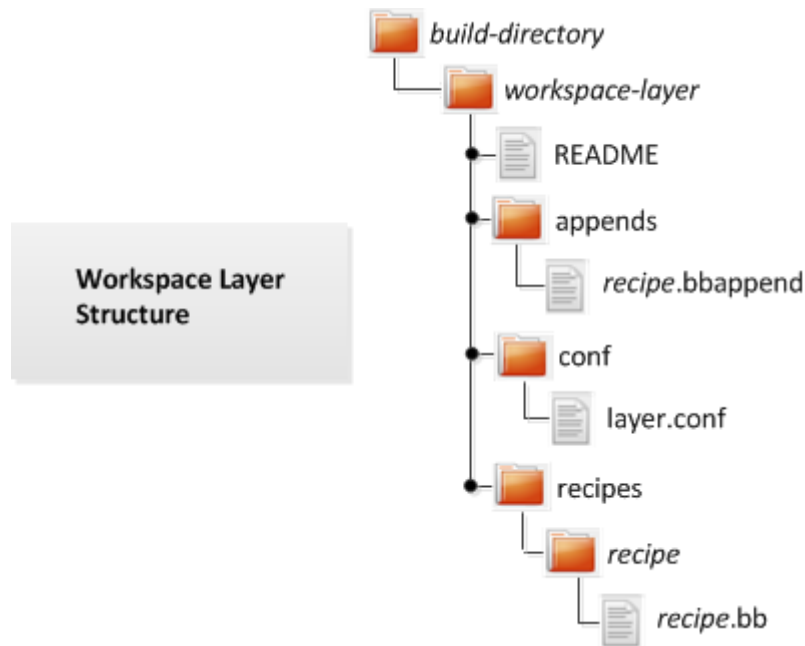 build-directory
workspace-layer
README
appends
recipe.bbappend
Workspace Layer
Structure
conf
layer.conf
recipes
recipe
recipe.bb